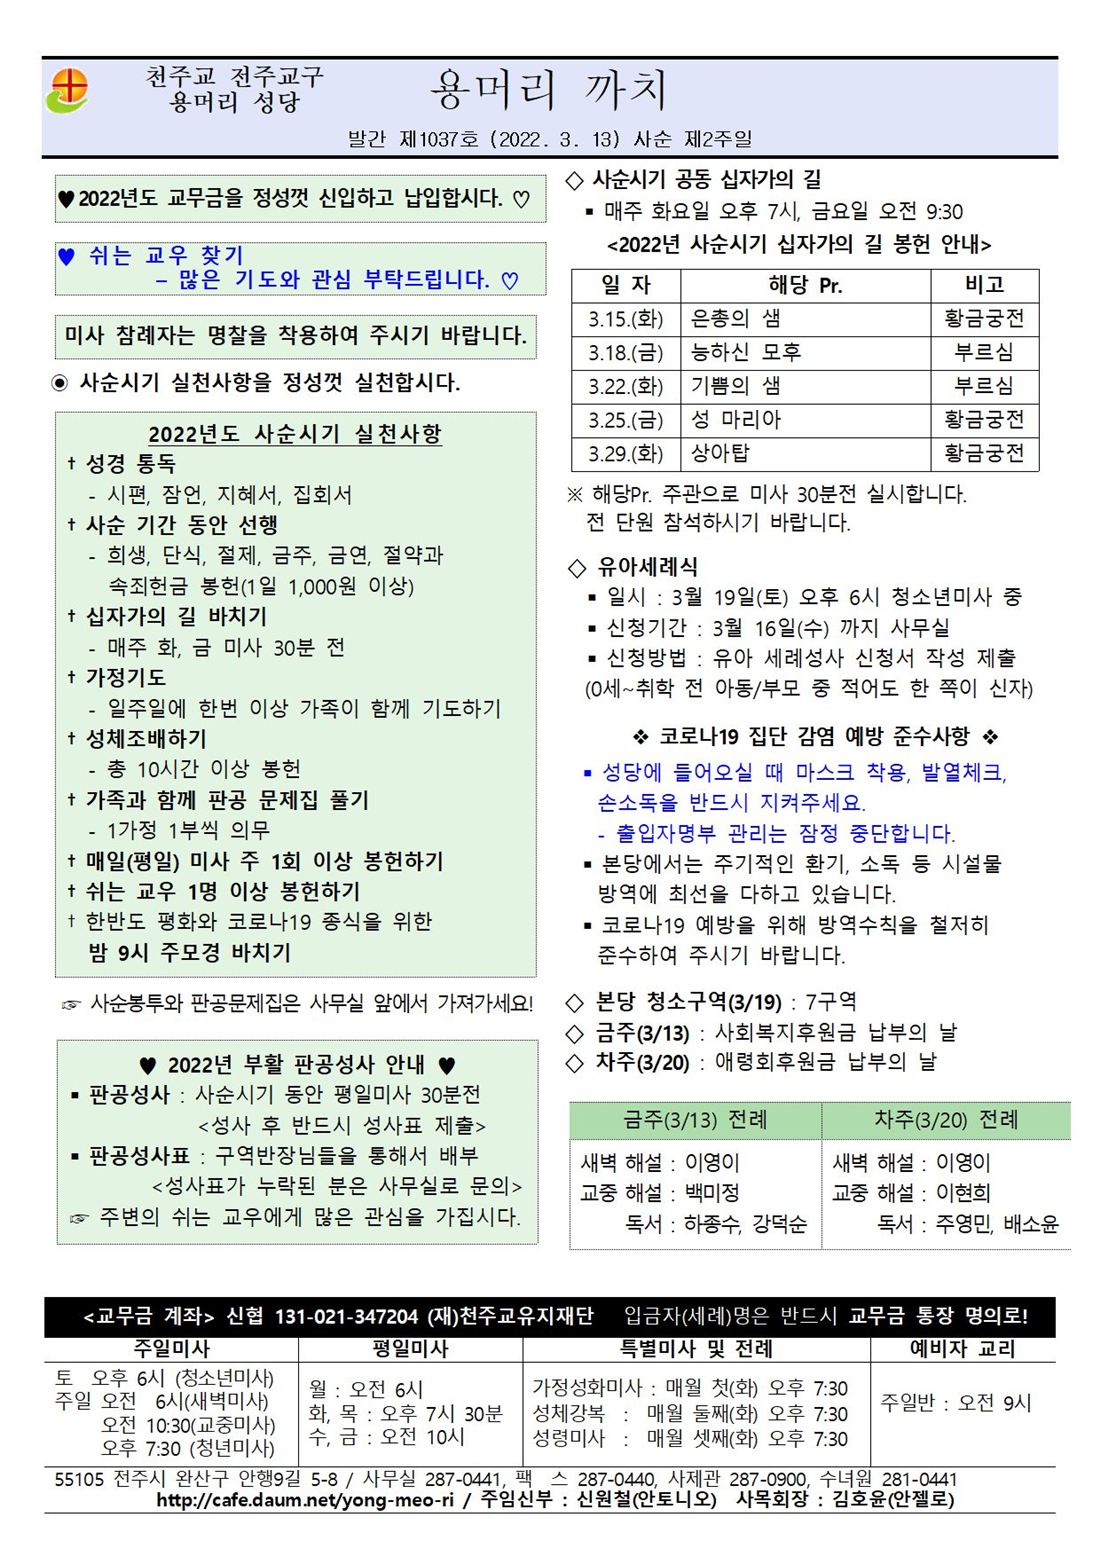 천주교 전주교구
용머리 성당
용머리 까치
발간 제1037호 (2022. 3. 13) 사순 제2주일
♥2022년도 교무금을 정성껏 신입하고 납입합시다. ♡
♥ 쉬는 교우 찾기
– 많은 기도와 관심 부탁드립니다. ♡
미사 참례자는 명찰을 착용하여 주시기 바랍니다.
◉ 사순시기 실천사항을 정성껏 실천합시다.
2022년도 사순시기 실천사항
† 성경 통독
- 시편, 잠언, 지혜서, 집회서
† 사순 기간 동안 선행
- 희생, 단식, 절제, 금주, 금연, 절약과
속죄헌금 봉헌(1일 1,000원 이상)
† 십자가의 길 바치기
- 매주 화, 금 미사 30분 전
† 가정기도
- 일주일에 한번 이상 가족이 함께 기도하기
† 성체조배하기
- 총 10시간 이상 봉헌
† 가족과 함께 판공 문제집 풀기
- 1가정 1부씩 의무
† 매일(평일) 미사 주 1회 이상 봉헌하기
† 쉬는 교우 1명 이상 봉헌하기
† 한반도 평화와 코로나19 종식을 위한
밤 9시 주모경 바치기
☞ 사순봉투와 판공문제집은 사무실 앞에서 가져가세요!
♥ 2022년 부활 판공성사 안내 ♥
▪ 판공성사 : 사순시기 동안 평일미사 30분전
<성사 후 반드시 성사표 제출>
▪ 판공성사표 : 구역반장님들을 통해서 배부
<성사표가 누락된 분은 사무실로 문의>
☞ 주변의 쉬는 교우에게 많은 관심을 가집시다.
◇ 사순시기 공동 십자가의 길
▪ 매주 화요일 오후 7시, 금요일 오전 9:30
<2022년 사순시기 십자가의 길 봉헌 안내>
일 자 해당 Pr. 비고
3.15.(화) 은총의 샘 황금궁전
3.18.(금) 능하신 모후 부르심
3.22.(화) 기쁨의 샘 부르심
3.25.(금) 성 마리아 황금궁전
3.29.(화) 상아탑 황금궁전
※ 해당Pr. 주관으로 미사 30분전 실시합니다.
전 단원 참석하시기 바랍니다.
◇ 유아세례식
▪ 일시 : 3월 19일(토) 오후 6시 청소년미사 중
▪ 신청기간 : 3월 16일(수) 까지 사무실
▪ 신청방법 : 유아 세례성사 신청서 작성 제출
(0세~취학 전 아동/부모 중 적어도 한 쪽이 신자)
❖ 코로나19 집단 감염 예방 준수사항 ❖
▪ 성당에 들어오실 때 마스크 착용, 발열체크,
손소독을 반드시 지켜주세요.
- 출입자명부 관리는 잠정 중단합니다.
▪ 본당에서는 주기적인 환기, 소독 등 시설물
방역에 최선을 다하고 있습니다.
▪ 코로나19 예방을 위해 방역수칙을 철저히
준수하여 주시기 바랍니다.
◇ 본당 청소구역(3/19) : 7구역
◇ 금주(3/13) : 사회복지후원금 납부의 날
◇ 차주(3/20) : 애령회후원금 납부의 날
금주(3/13) 전례 차주(3/20) 전례
새벽 해설 : 이영이 새벽 해설 : 이영이
교중 해설 : 백미정 교중 해설 : 이현희
독서 : 하종수, 강덕순 독서 : 주영민, 배소윤
<교무금 계좌> 신협 131-021-347204 (재)천주교유지재단 입금자(세례)명은 반드시 교무금 통장 명의로!
주일미사 평일미사 특별미사 및 전례 예비자 교리
토 오후 6시 (청소년미사)
주일 오전 6시(새벽미사)
오전 10:30(교중미사)
오후 7:30 (청년미사)
월 : 오전 6시
화, 목 : 오후 7시 30분
수, 금 : 오전 10시
가정성화미사 : 매월 첫(화) 오후 7:30
성체강복 : 매월 둘째(화) 오후 7:30
성령미사 : 매월 셋째(화) 오후 7:30
주일반 : 오전 9시
55105 전주시 완산구 안행9길 5-8 / 사무실 287-0441, 팩 스 287-0440, 사제관 287-0900, 수녀원 281-0441
http://cafe.daum.net/yong-meo-ri / 주임신부 : 신원철(안토니오) 사목회장 : 김호윤(안젤로)